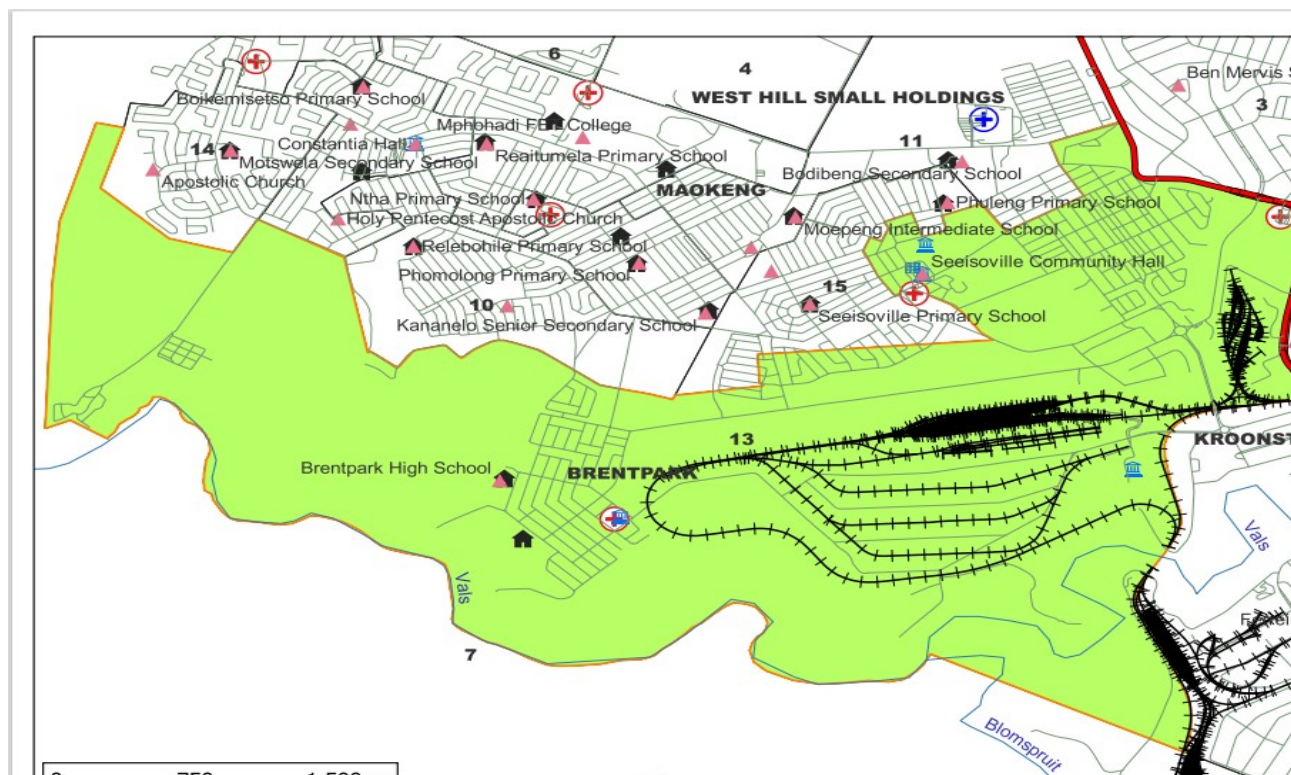 6
4
Ben Mervis S
Boikemisetso Primary School
WEST HILL SMALL HOLDINGS
3
Mphohadi FET College
Constantia Hall
14
Motswela Secondary School
Reaitumela Primary School
11
Apostolic Church
Bodibeng Secondary School
MAOKENG
Ntha Primary School
Phuleng Primary School
Holy Pentecost Apostolic Church
Moepeng Intermediate School
Relebohile Primary School
Seeisoville Community Hall
Phomolong Primary School
15
10
Kananelo Senior Secondary School
Seeisoville Primary School
13
KROONST
Brentpark High School
BRENTPARK
Vals
Vals
7
Blomspruit